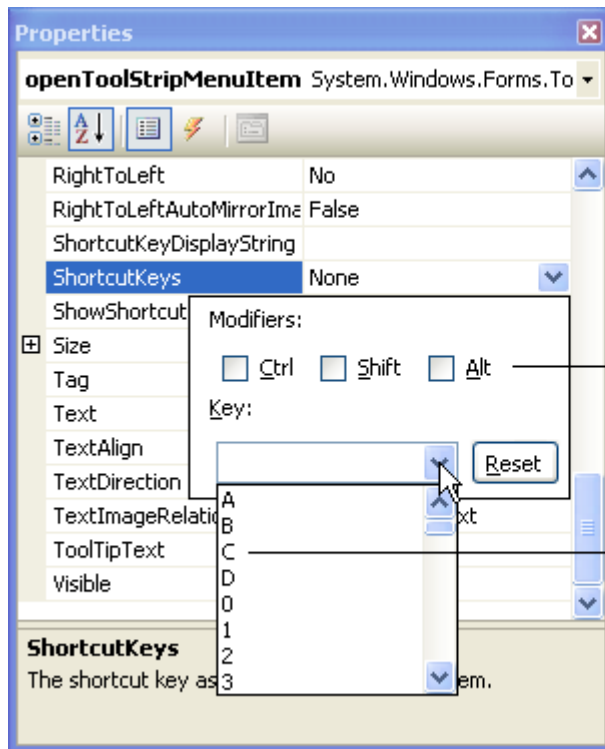 Properties
openToolStripMenuItem System.Windows.Forms.To
RightToLeft No
RightToLeftAutoMirrorIma False
ShortcutKeyDisplayString
ShortcutKeys None
ShowShortcut
Modifiers:
Size
Ctrl Shift Alt
Tag
Key:
Text
TextAlign
Reset
TextDirection
TextImageRelatio xt
A
B
ToolTipText
C
Visible
D
0
1
2
3
ShortcutKeys
The shortcut key as em.